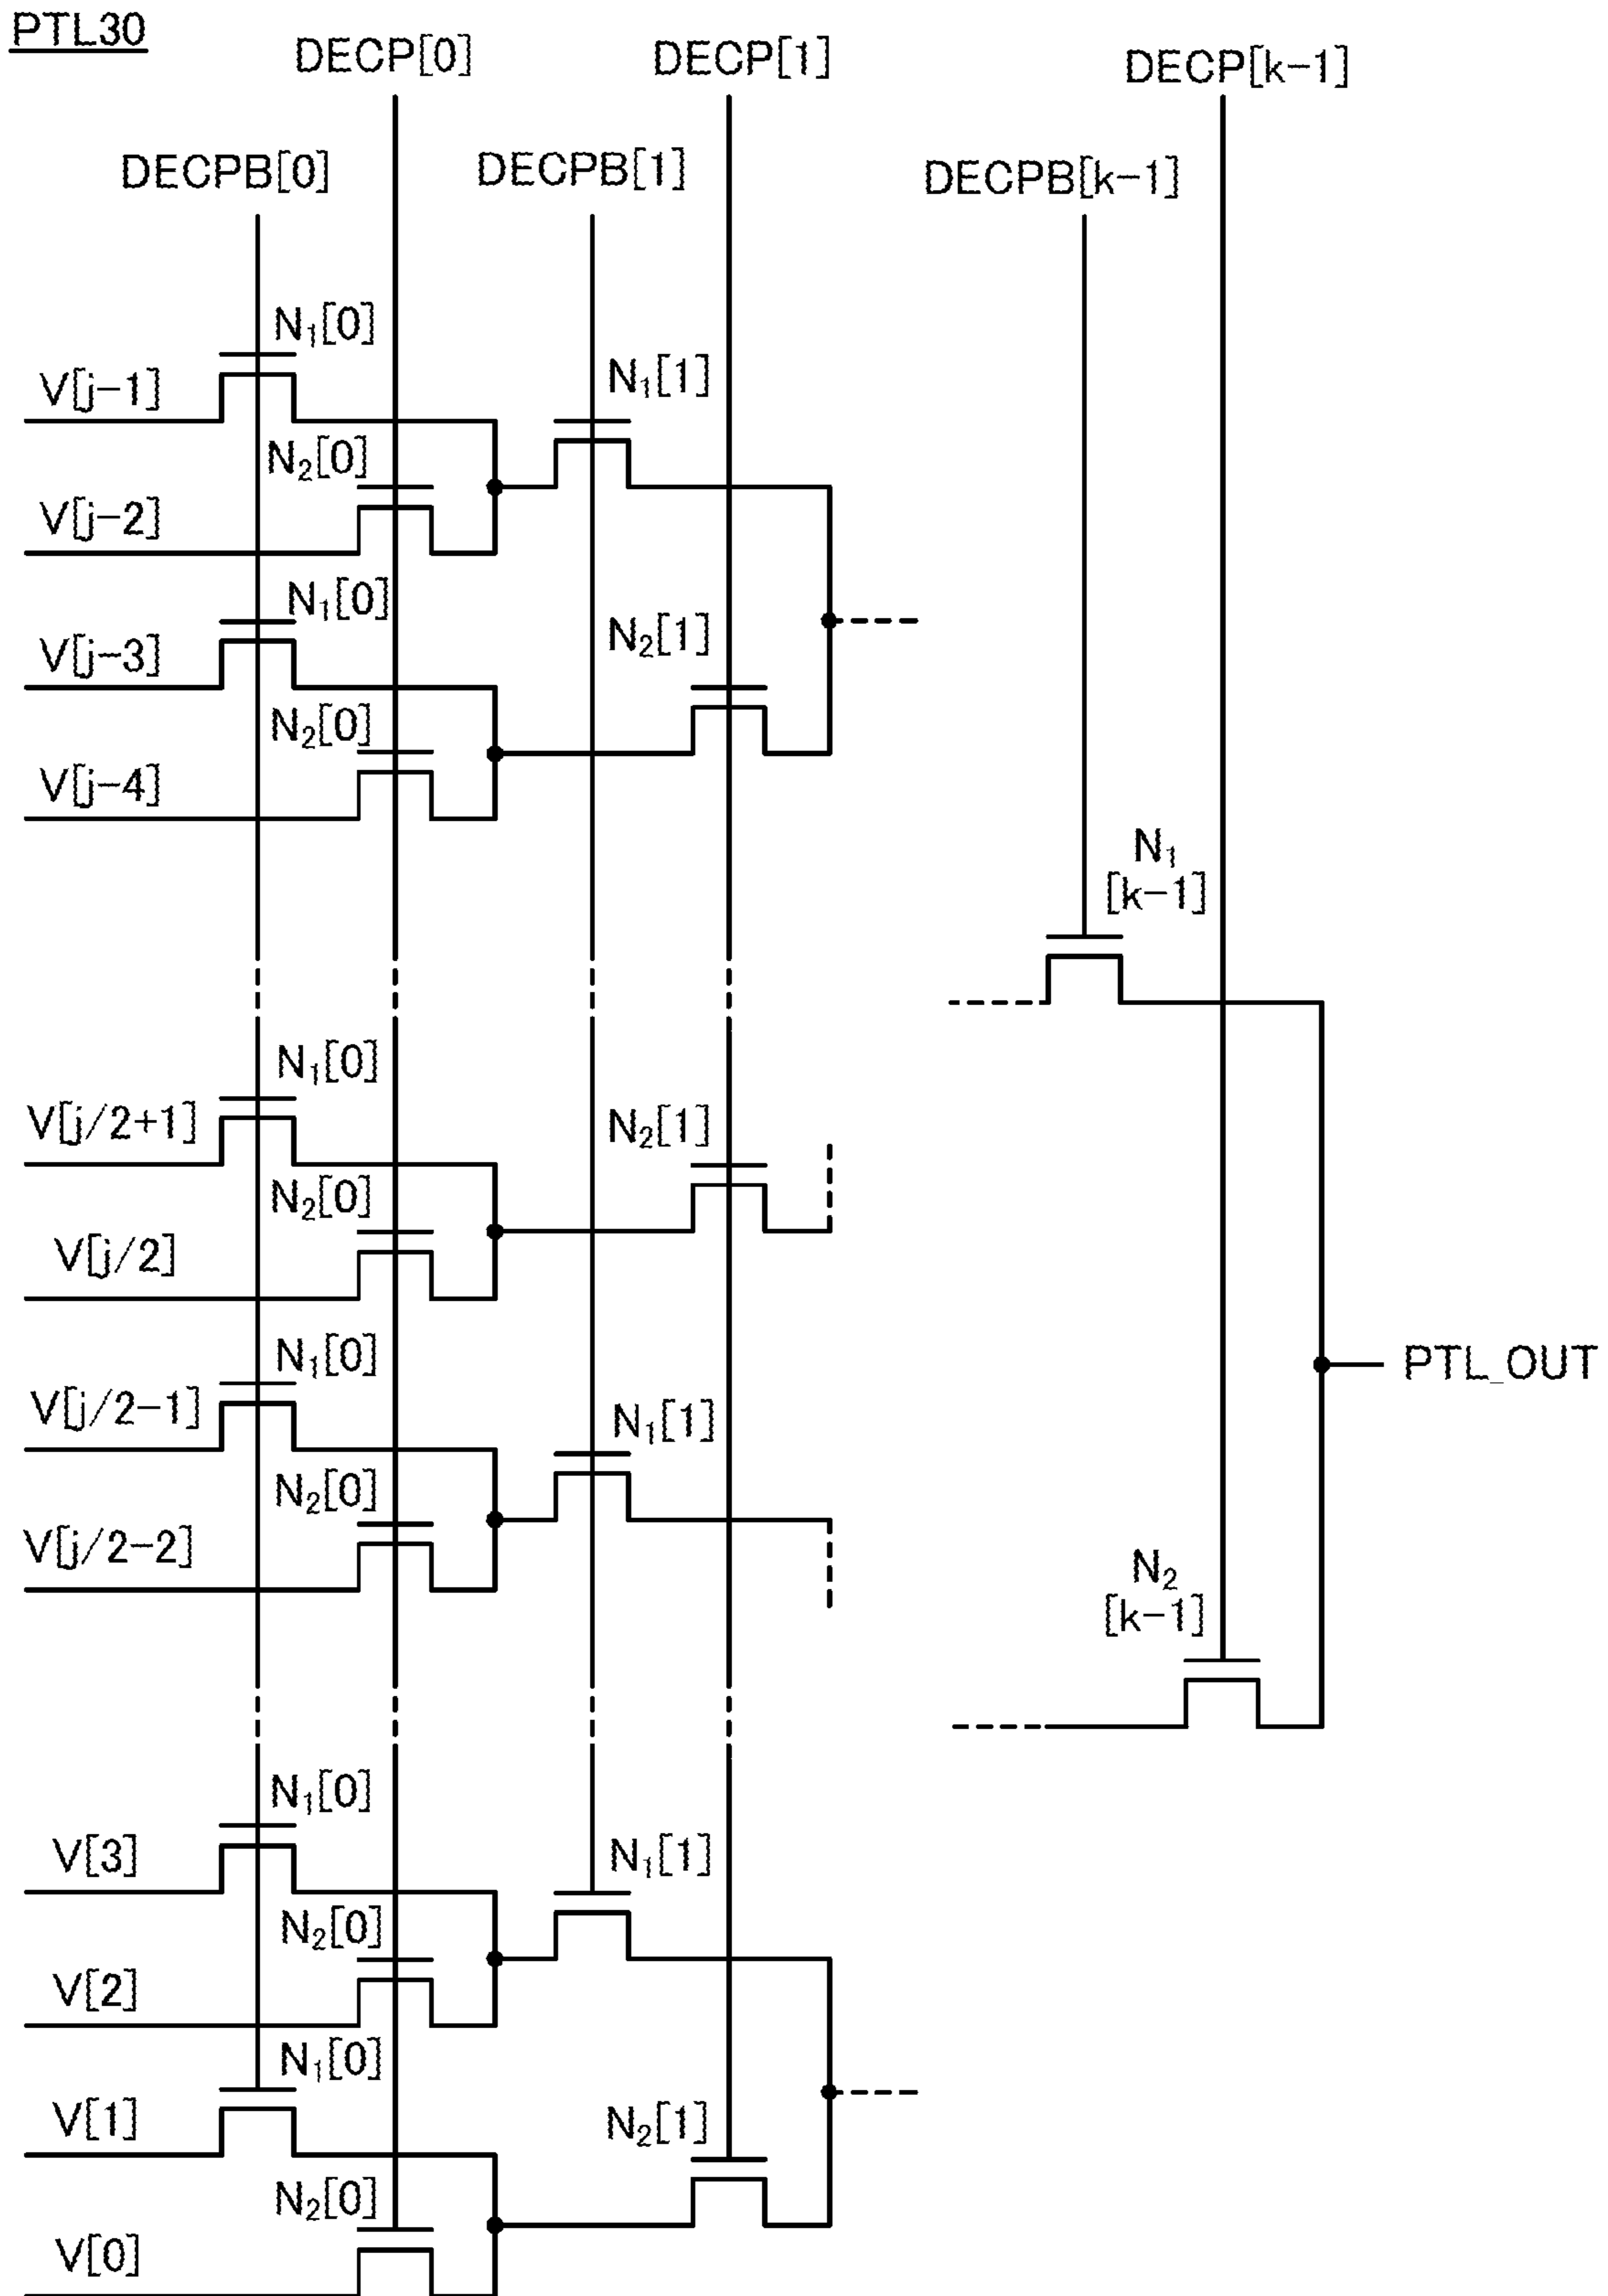 PTL30
DECP[0]
DECP[1]
DECP[k-1]
DECPB[0]
DECPB[1]
DECPB[k-1]
N1[0]
V[j-1]
N1[1]
N2[0]
V[j-2]
N1[0]
V[j-3]
N2[1]
N2[0]
V[j-4]
N1
[k-1]
N1[0]
V[j/2+1]
N2[1]
N2[0]
V[j/2]
N1[0]
PTL_OUT
V[j/2-1]
N1[1]
N2[0]
V[j/2-2]
N2
[k-1]
N1[0]
V[3]
N1[1]
N2[0]
V[2]
N1[0]
V[1]
N2[1]
N2[0]
V[0]